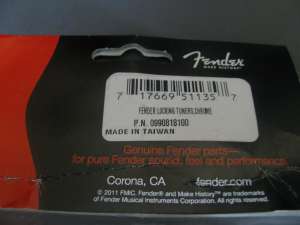 Fender
MAKE HISTORY™
7 17669 51135 7
FENDER LOCKING TUNERS,CHROME
P.N. 0990818100
MADE IN TAIWAN
Genuine Fender parts—
for pure Fender sound, feel and performance.
Corona, CA
fender.com
© 2011 FMIC. Fender® and Make History™ are trademarks
of Fender Musical Instruments Corporation. All rights reserved.